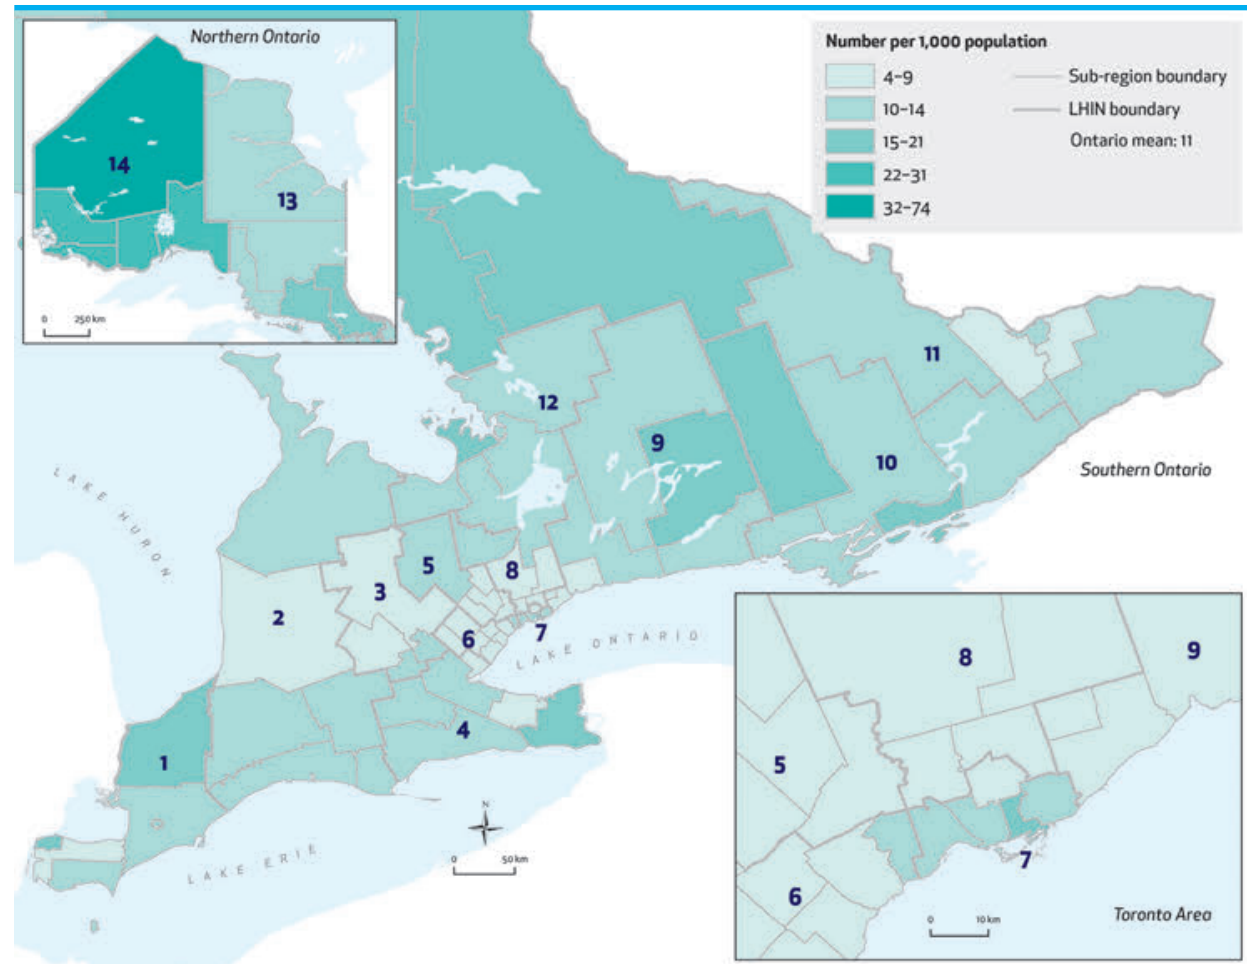 Northern Ontario
14
13
0 250 km
Number per 1,000 population
4–9
10–14
15–21
22–31
32–74
Sub-region boundary
LHIN boundary
Ontario mean: 11
11
12
9
10
Southern Ontario
LAKE HURON
5
8
3
2
6
7
LAKE ONTARIO
4
1
N
0 50 km
LAKE ERIE
8
9
5
7
6
0 10 km
Toronto Area